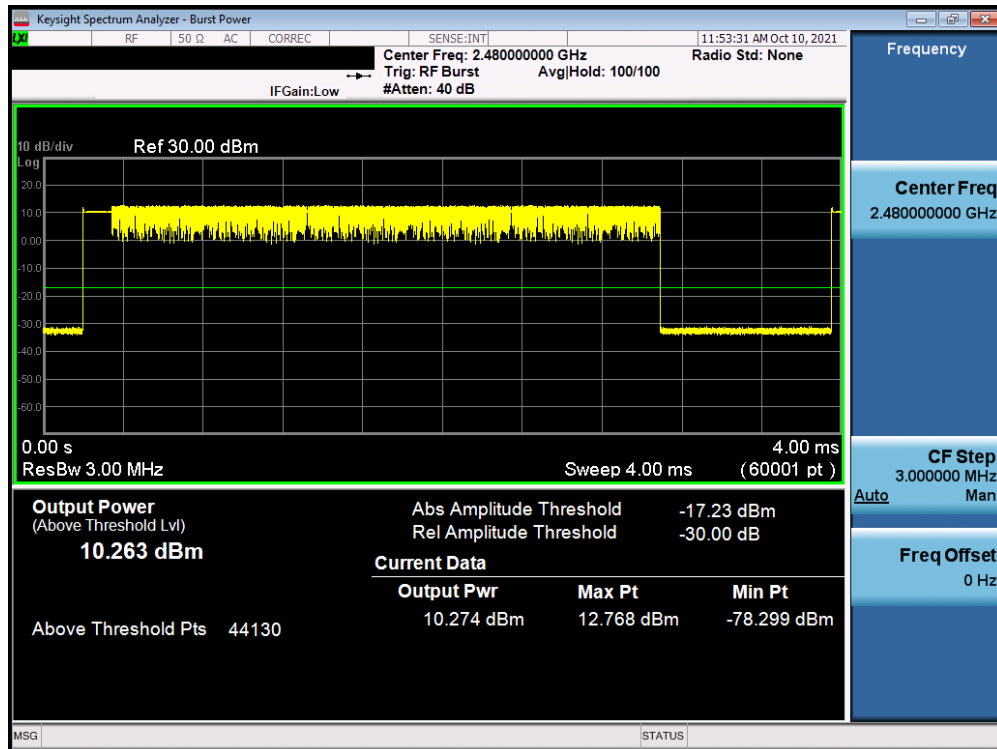 Keysight Spectrum Analyzer - Burst Power
LXI RF 50 Ω AC CORREC SENSE:INT 11:53:31 AM Oct 10, 2021
Center Freq: 2.480000000 GHz Radio Std: None
Trig: RF Burst Avg|Hold: 100/100
IFGain:Low #Atten: 40 dB
10 dB/div Ref 30.00 dBm
Log
20.0
10.0
0.00
-10.0
-20.0
-30.0
-40.0
-50.0
-60.0
0.00 s 4.00 ms
ResBw 3.00 MHz Sweep 4.00 ms (60001 pt)
Output Power
(Above Threshold Lvl)
10.263 dBm
Above Threshold Pts 44130
Abs Amplitude Threshold -17.23 dBm
Rel Amplitude Threshold -30.00 dB
Current Data
Output Pwr Max Pt Min Pt
10.274 dBm 12.768 dBm -78.299 dBm
Frequency
Center Freq
2.480000000 GHz
CF Step
3.000000 MHz
Auto Man
Freq Offset
0 Hz
MSG STATUS